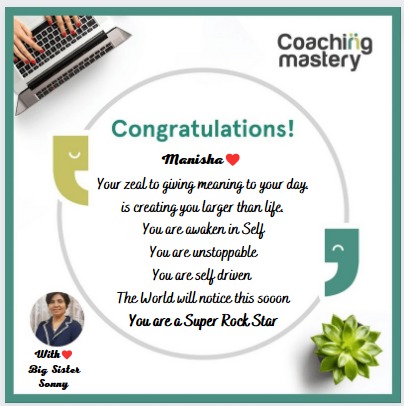 Coaching
mastery
Congratulations!
Manisha❤️
Your zeal to giving meaning to your day.
is creating you larger than life.
You are awaken in Self
You are unstoppable
You are self driven
The World will notice this sooon
You are a Super Rock Star
With❤️
Big Sister
Sonny